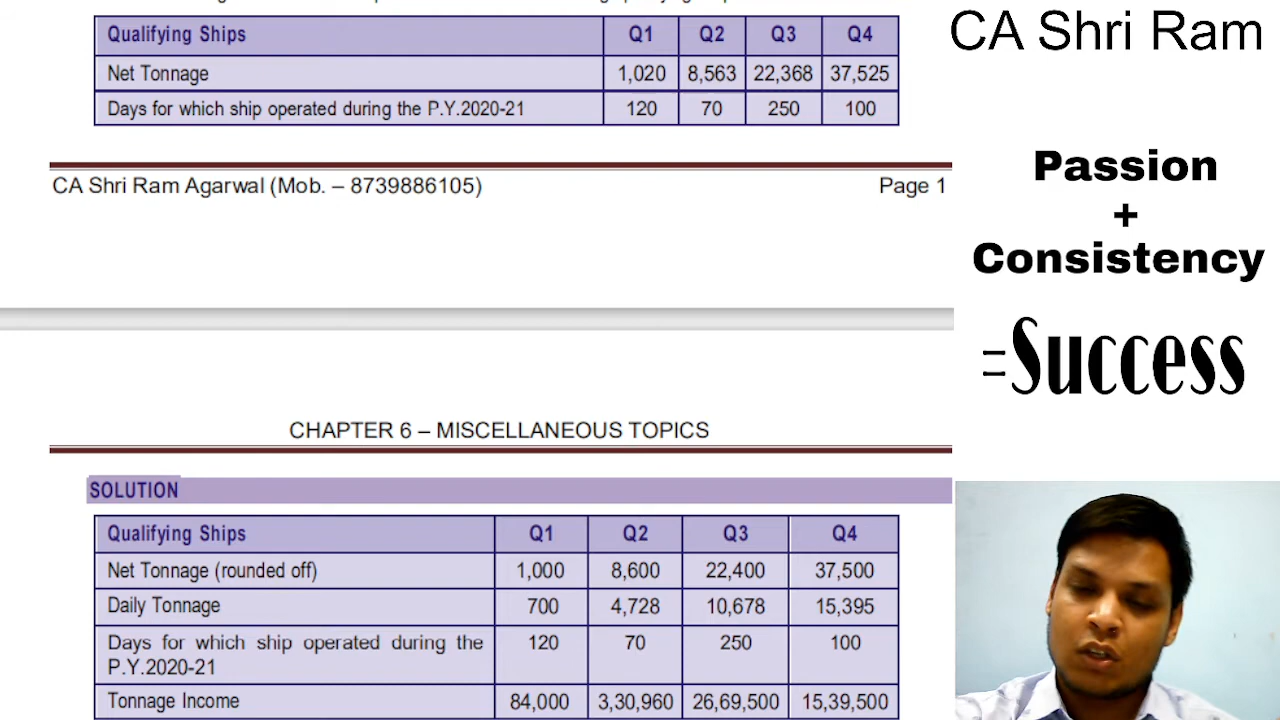 Qualifying Ships Q1 Q2 Q3 Q4
Net Tonnage 1,020 8,563 22,368 37,525
Days for which ship operated during the P.Y.2020-21 120 70 250 100
CA Shri Ram Agarwal (Mob. – 8739886105) Page 1
CHAPTER 6 – MISCELLANEOUS TOPICS
SOLUTION
Qualifying Ships Q1 Q2 Q3 Q4
Net Tonnage (rounded off) 1,000 8,600 22,400 37,500
Daily Tonnage 700 4,728 10,678 15,395
Days for which ship operated during the 120 70 250 100
P.Y.2020-21
Tonnage Income 84,000 3,30,960 26,69,500 15,39,500
CA Shri Ram
Passion
+
Consistency
=Success